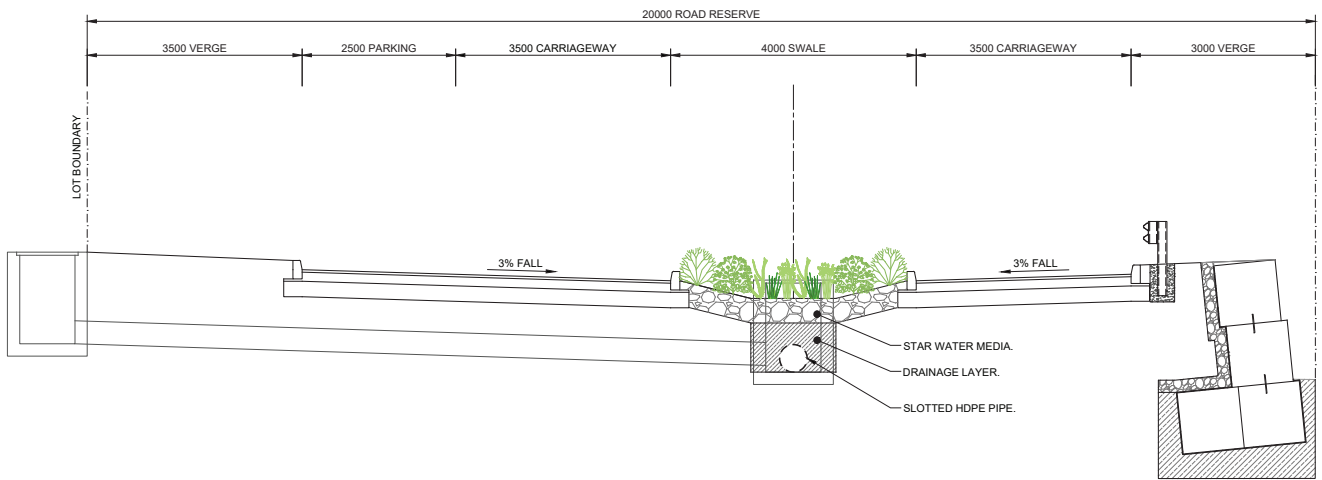 20000 ROAD RESERVE
3500 VERGE
2500 PARKING
3500 CARRIAGEWAY
4000 SWALE
3500 CARRIAGEWAY
3000 VERGE
LOT BOUNDARY
3% FALL
3% FALL
STAR WATER MEDIA.
DRAINAGE LAYER.
SLOTTED HDPE PIPE.